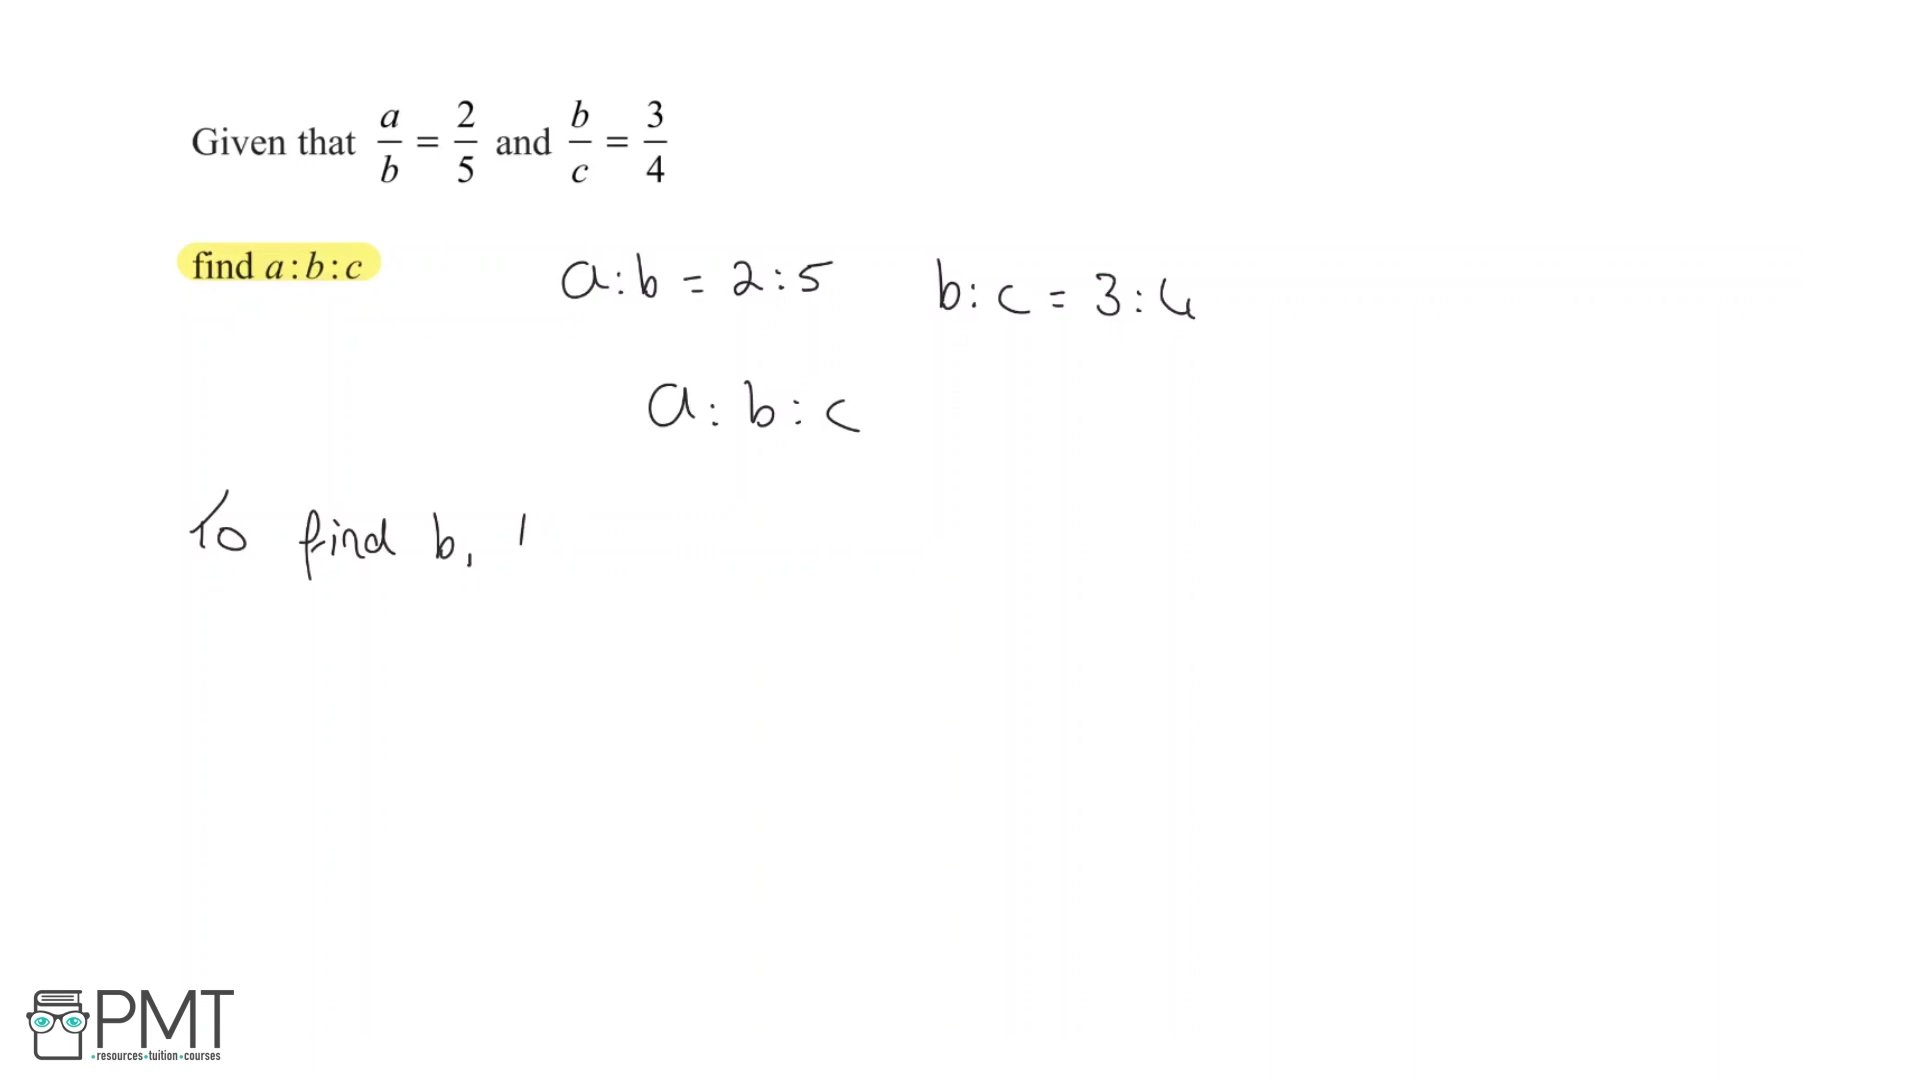 Given that a/b = 2/5 and b/c = 3/4
find a : b : c
a : b = 2 : 5 b : c = 3 : 4
a : b : c
To find b,
PMT
•resources•tuition•courses